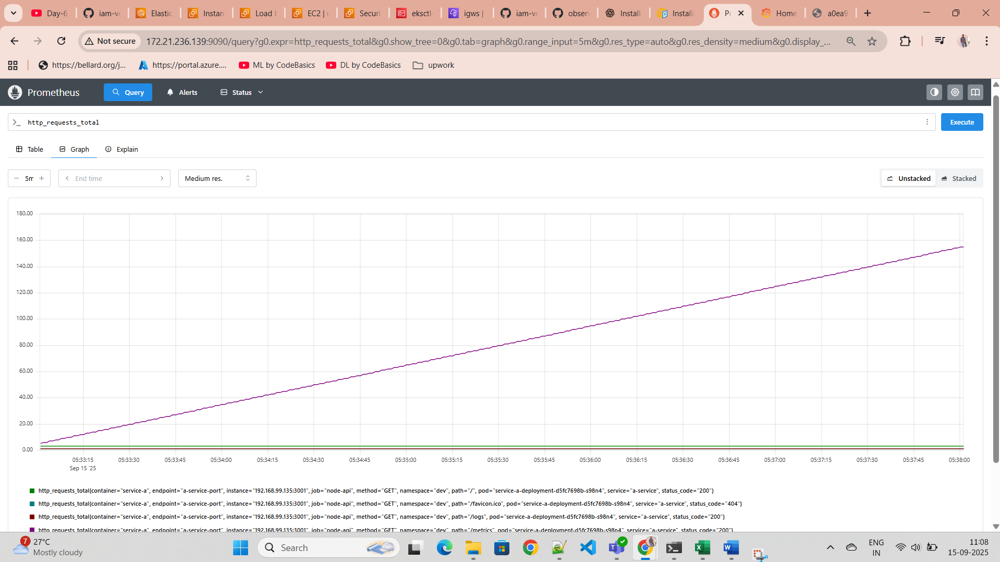 Day-6
iam-ve
Elastic
Instan
Load b
EC2 | u
Securi
eksctl-
igws |
iam-ve
observ
Install
Installi
Pr
Home
a0ea9
Not secure
172.21.236.139:9090/query?g0.expr=http_requests_total&g0.show_tree=0&g0.tab=graph&g0.range_input=5m&g0.res_type=auto&g0.res_density=medium&g0.display_...
https://bellard.org/j...
https://portal.azure....
ML by CodeBasics
DL by CodeBasics
upwork
Prometheus
Query
Alerts
Status
http_requests_total
Execute
Table
Graph
Explain
5m
End time
Medium res.
Unstacked
Stacked
180.00
160.00
140.00
120.00
100.00
80.00
60.00
40.00
20.00
0.00
05:33:15 05:33:30 05:33:45 05:34:00 05:34:15 05:34:30 05:34:45 05:35:00 05:35:15 05:35:30 05:35:45 05:36:00 05:36:15 05:36:30 05:36:45 05:37:00 05:37:15 05:37:30 05:37:45 05:38:00
Sep 15 '25
http_requests_total{container="service-a", endpoint="a-service-port", instance="192.168.99.135:3001", job="node-api", method="GET", namespace="dev", path="/", pod="service-a-deployment-d5fc7698b-s98n4", service="a-service", status_code="200"}
http_requests_total{container="service-a", endpoint="a-service-port", instance="192.168.99.135:3001", job="node-api", method="GET", namespace="dev", path="/favicon.ico", pod="service-a-deployment-d5fc7698b-s98n4", service="a-service", status_code="404"}
http_requests_total{container="service-a", endpoint="a-service-port", instance="192.168.99.135:3001", job="node-api", method="GET", namespace="dev", path="/logs", pod="service-a-deployment-d5fc7698b-s98n4", service="a-service", status_code="200"}
http_requests_total{container="service-a", endpoint="a-service-port", instance="192.168.99.135:3001", job="node-api", method="GET", namespace="dev", path="/metrics", pod="service-a-deployment-d5fc7698b-s98n4", service="a-service", status_code="200"}
7
27°C
Mostly cloudy
Search
ENG
IN
11:08
15-09-2025